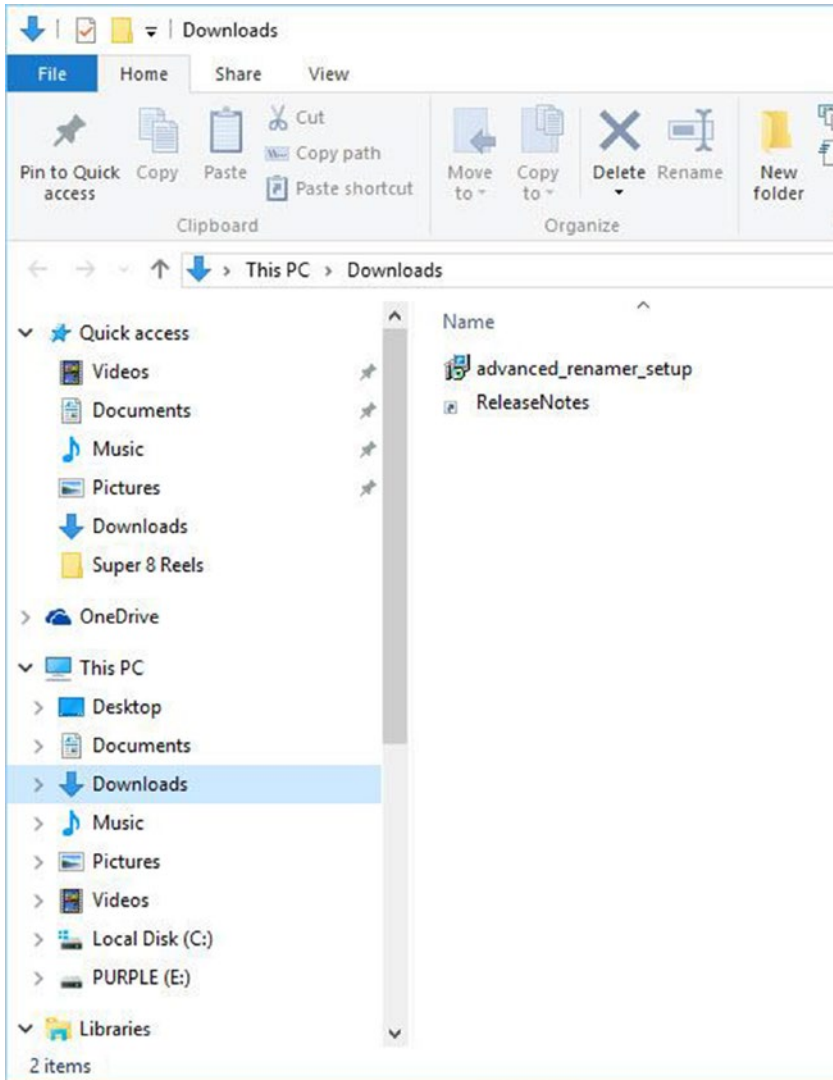 Downloads
File Home Share View
Pin to Quick access
Copy
Paste
Cut
Copy path
Paste shortcut
Clipboard
Move to
Copy to
Delete
Rename
Organize
New folder
This PC Downloads
Quick access
Videos
Documents
Music
Pictures
Downloads
Super 8 Reels
OneDrive
This PC
Desktop
Documents
Downloads
Music
Pictures
Videos
Local Disk (C:)
PURPLE (E:)
Libraries
Name
advanced_renamer_setup
ReleaseNotes
2 items